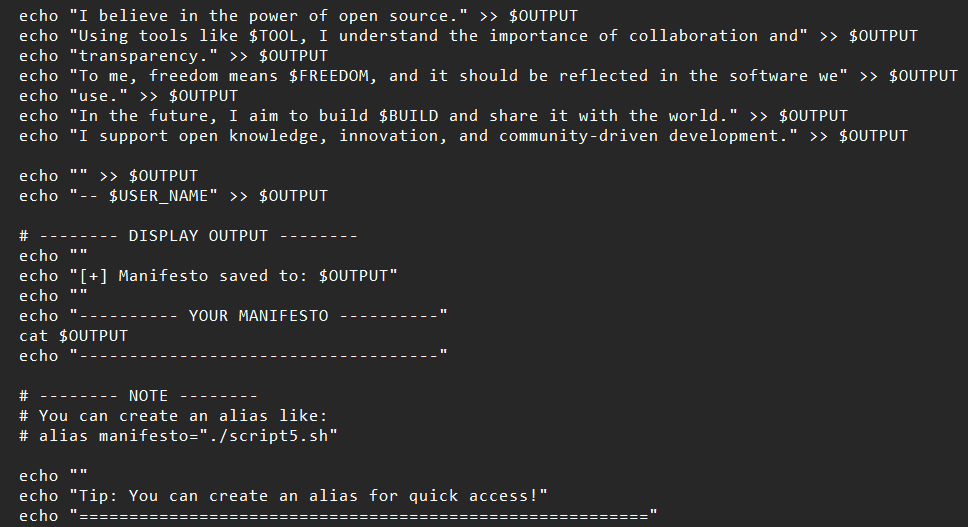 echo "I believe in the power of open source." >> $OUTPUT
echo "Using tools like $TOOL, I understand the importance of collaboration and" >> $OUTPUT
echo "transparency." >> $OUTPUT
echo "To me, freedom means $FREEDOM, and it should be reflected in the software we" >> $OUTPUT
echo "use." >> $OUTPUT
echo "In the future, I aim to build $BUILD and share it with the world." >> $OUTPUT
echo "I support open knowledge, innovation, and community-driven development." >> $OUTPUT

echo "" >> $OUTPUT
echo "-- $USER_NAME" >> $OUTPUT

# -------- DISPLAY OUTPUT --------
echo ""
echo "[+] Manifesto saved to: $OUTPUT"
echo ""
echo "---------- YOUR MANIFESTO ----------"
cat $OUTPUT
echo "------------------------------------"

# -------- NOTE --------
# You can create an alias like:
# alias manifesto="./script5.sh"

echo ""
echo "Tip: You can create an alias for quick access!"
echo "========================================================="